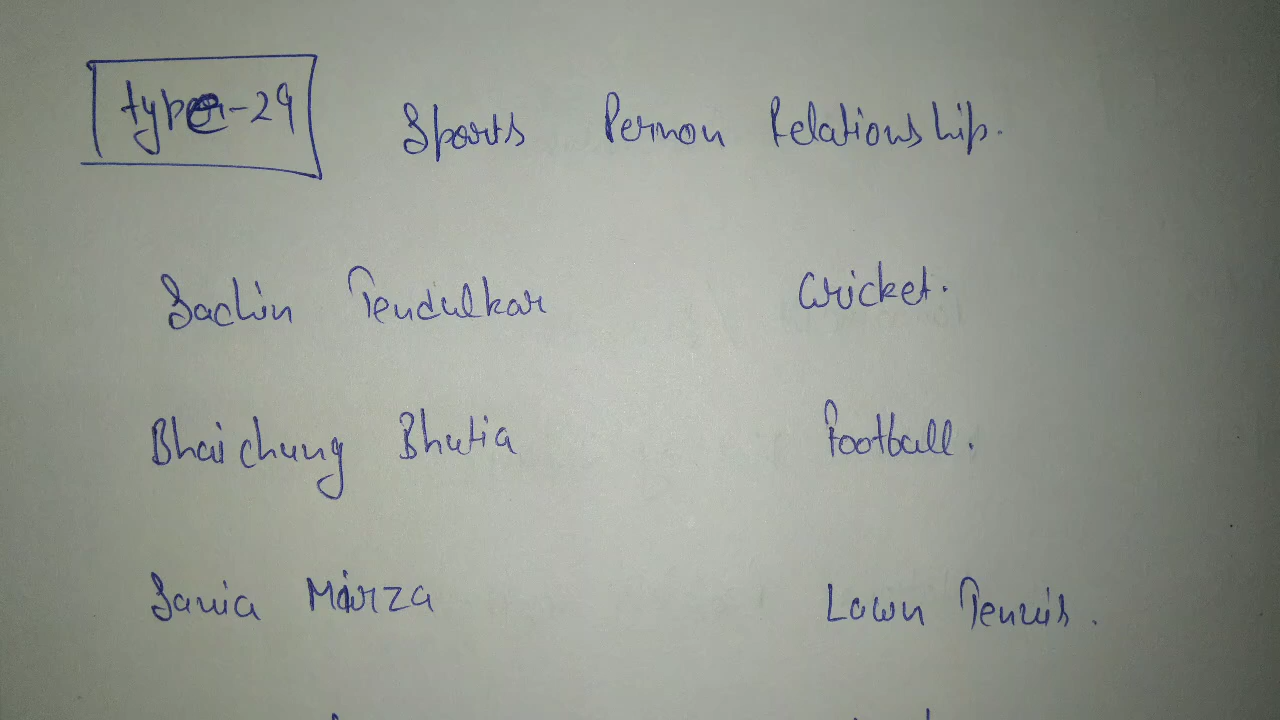 type-29 Sports Person Relationship.
Sachin Tendulkar Cricket.
Bhaichung Bhutia Football.
Sania Mirza Lawn Tennis.